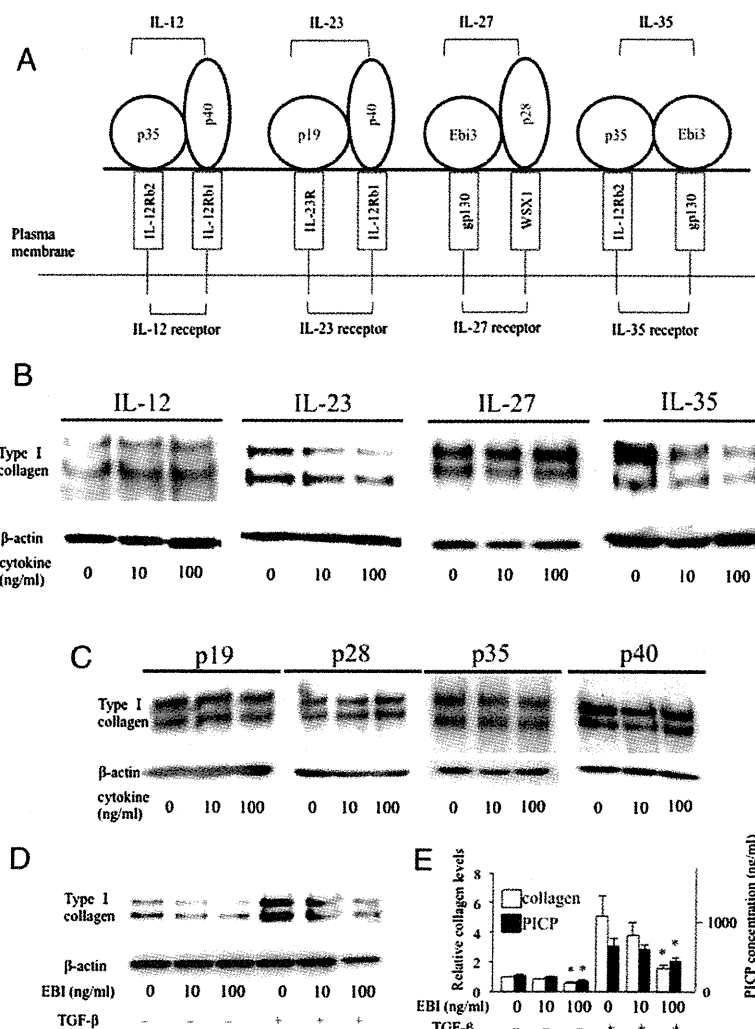 IL-12 IL-23 IL-27 IL-35
A
p35 p40 p19 p40 Ebi3 p28 p35 Ebi3
IL-12Rb2 IL-12Rb1 IL-23R IL-12Rb1 gp130 WSX1 IL-12Rb2 gp130
Plasma
membrane
IL-12 receptor IL-23 receptor IL-27 receptor IL-35 receptor
B
IL-12 IL-23 IL-27 IL-35
Type I
collagen
β-actin
cytokine
(ng/ml)
0 10 100 0 10 100 0 10 100 0 10 100
C
p19 p28 p35 p40
Type I
collagen
β-actin
cytokine
(ng/ml)
0 10 100 0 10 100 0 10 100 0 10 100
D
Type I
collagen
β-actin
EBI (ng/ml) 0 10 100 0 10 100
TGF-β - - - + + +
E
Relative collagen levels
8
6
4
2
0
collagen
PICP
* * * *
PICP concentration (ng/ml)
1000
0
EBI (ng/ml) 0 10 100 0 10 100
TGF-β - - - + + +